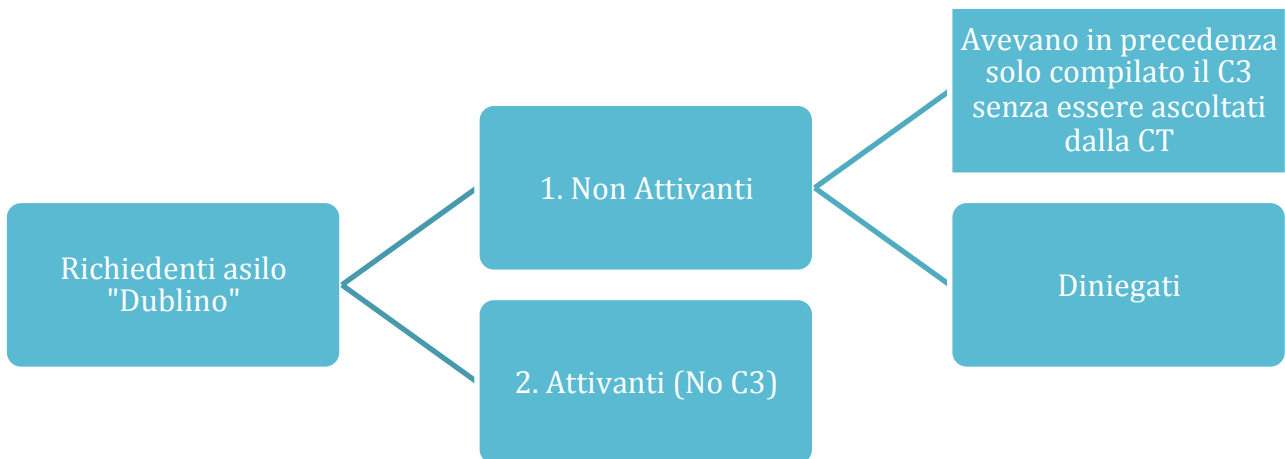 Richiedenti asilo
"Dublino"
1. Non Attivanti
2. Attivanti (No C3)
Avevano in precedenza
solo compilato il C3
senza essere ascoltati
dalla CT
Diniegati